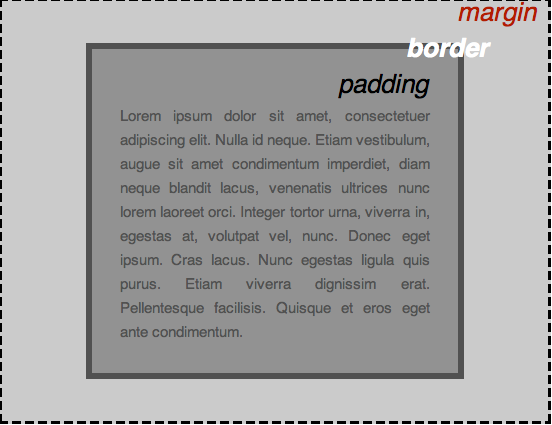 margin
border
padding
Lorem ipsum dolor sit amet, consectetuer
adipiscing elit. Nulla id neque. Etiam vestibulum,
augue sit amet condimentum imperdiet, diam
neque blandit lacus, venenatis ultrices nunc
lorem laoreet orci. Integer tortor urna, viverra in,
egestas at, volutpat vel, nunc. Donec eget
ipsum. Cras lacus. Nunc egestas ligula quis
purus. Etiam viverra dignissim erat.
Pellentesque facilisis. Quisque et eros eget
ante condimentum.